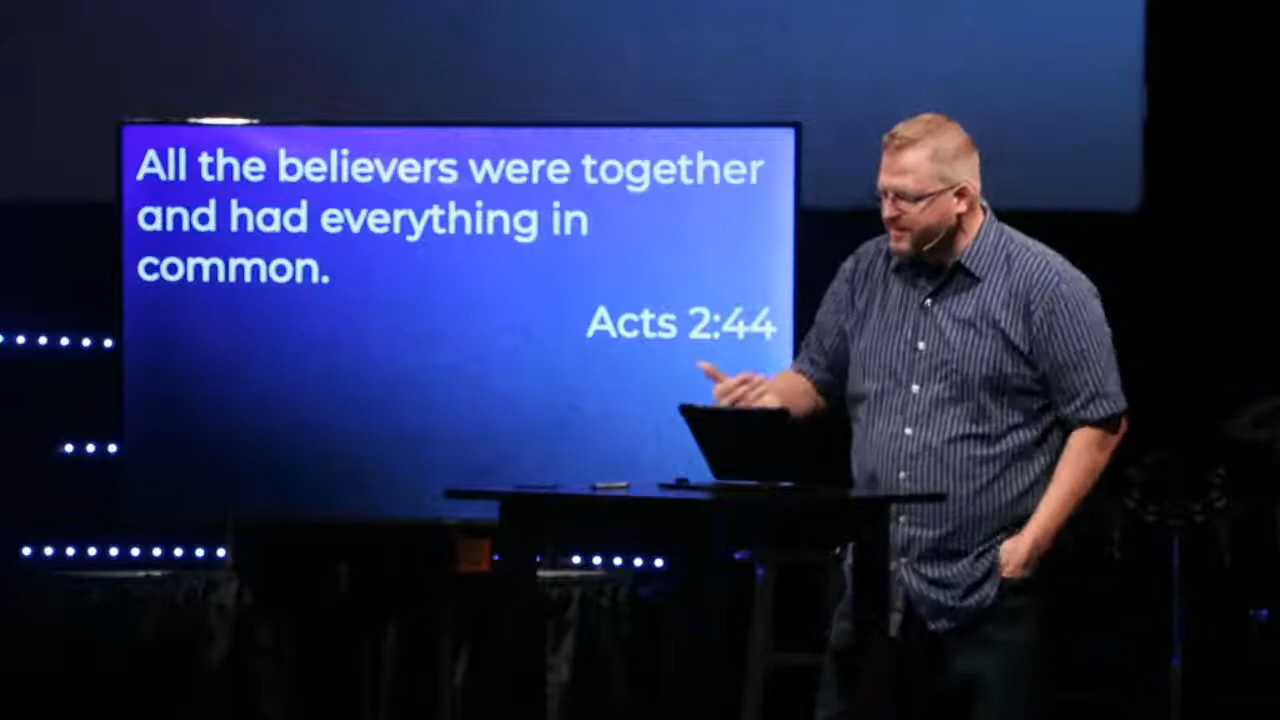 All the believers were together
and had everything in
common.
Acts 2:44